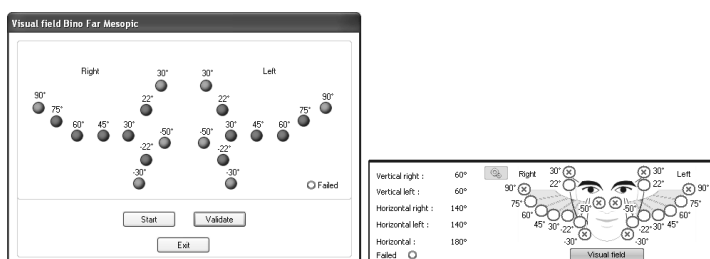 Visual field Bino Far Mesopic
Right 30° 30° Left
90° 22° 22° 90°
75° 75°
60° 45° 30° -50° -50° 30° 45° 60°
-22° -22°
-30° -30°
Failed
Start Validate
Exit
Vertical right : 60°
Vertical left : 60°
Horizontal right : 140°
Horizontal left : 140°
Horizontal : 180°
Failed
Right 30° 30° Left
90° 22° 22° 90°
75° -50° -50° 75°
60° 60°
45° 30° -22° -22° 30° 45°
-30° -30°
Visual field